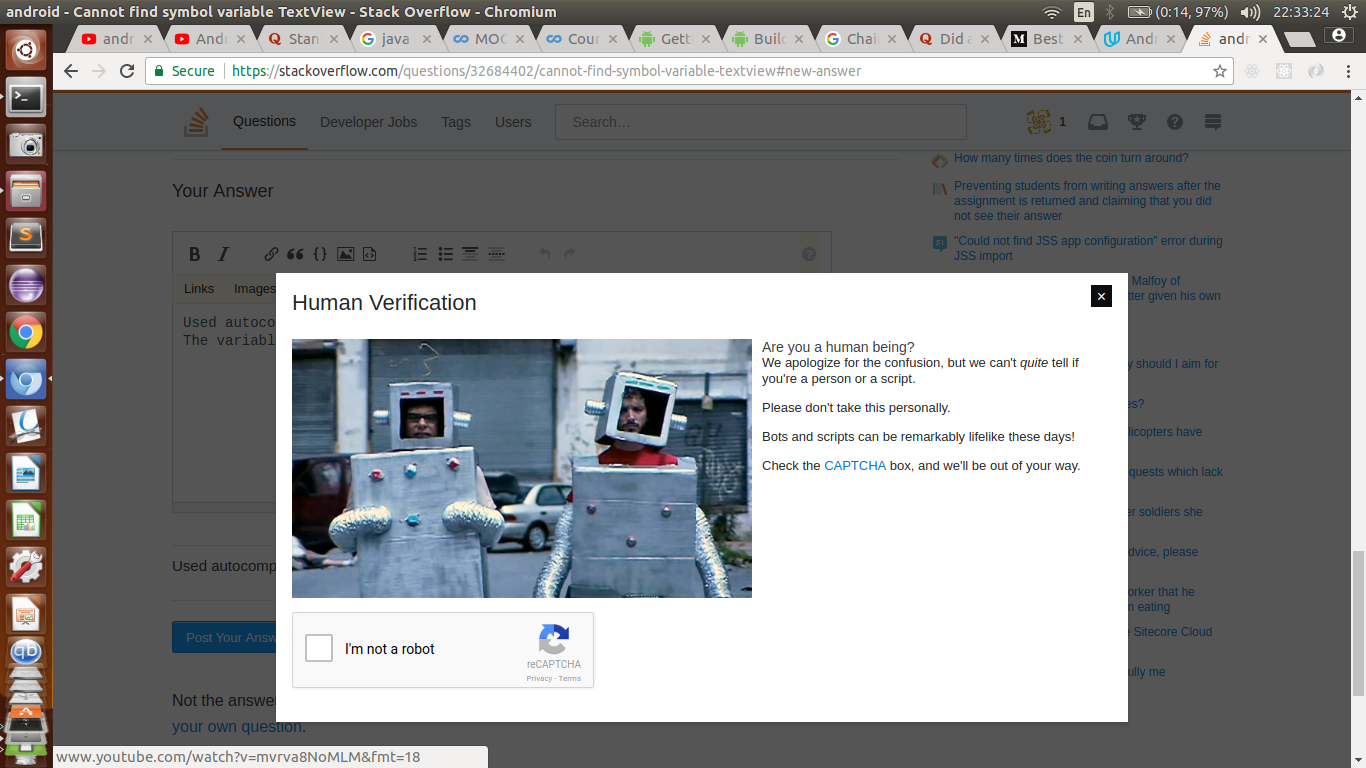 android - Cannot find symbol variable TextView - Stack Overflow - Chromium
En (0:14, 97%) 22:33:24
andr Andr Stan java MOC Cour Getti Build Chai Did a Best Andr andr
Secure https://stackoverflow.com/questions/32684402/cannot-find-symbol-variable-textview#new-answer
Questions Developer Jobs Tags Users Search... 1
How many times does the coin turn around?
Your Answer
Preventing students from writing answers after the
assignment is returned and claiming that you did
not see their answer
"Could not find JSS app configuration" error during
JSS import
Links Images
Malfoy of
tter given his own
Human Verification
Used autoco
The variabl
Are you a human being?
We apologize for the confusion, but we can't quite tell if
you're a person or a script.
Please don't take this personally.
Bots and scripts can be remarkably lifelike these days!
Check the CAPTCHA box, and we'll be out of your way.
y should I aim for
es?
licopters have
quests which lack
er soldiers she
dvice, please
orker that he
m eating
e Sitecore Cloud
ully me
Used autocomp
Post Your Answ
I'm not a robot
reCAPTCHA
Privacy - Terms
Not the answe
your own question.
www.youtube.com/watch?v=mvrva8NoMLM&fmt=18